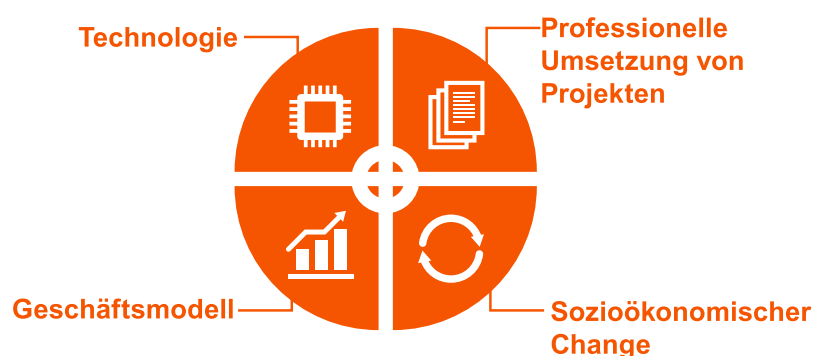 Technologie
Professionelle
Umsetzung von
Projekten
Geschäftsmodell
Sozioökonomischer
Change